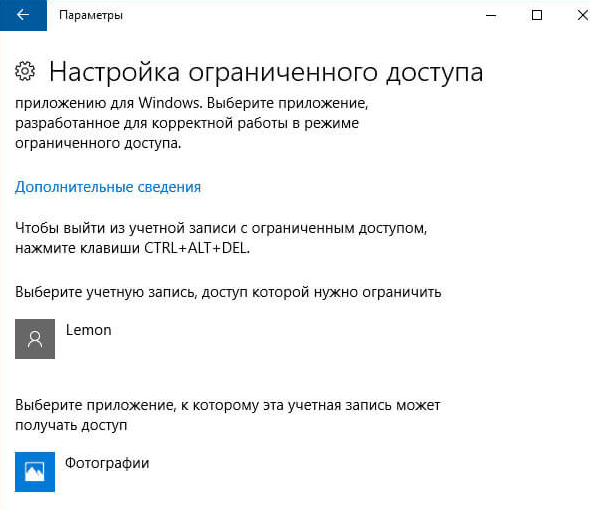 Параметры
Настройка ограниченного доступа
приложению для Windows. Выберите приложение,
разработанное для корректной работы в режиме
ограниченного доступа.
Дополнительные сведения
Чтобы выйти из учетной записи с ограниченным доступом,
нажмите клавиши CTRL+ALT+DEL.
Выберите учетную запись, доступ которой нужно ограничить
Lemon
Выберите приложение, к которому эта учетная запись может
получать доступ
Фотографии